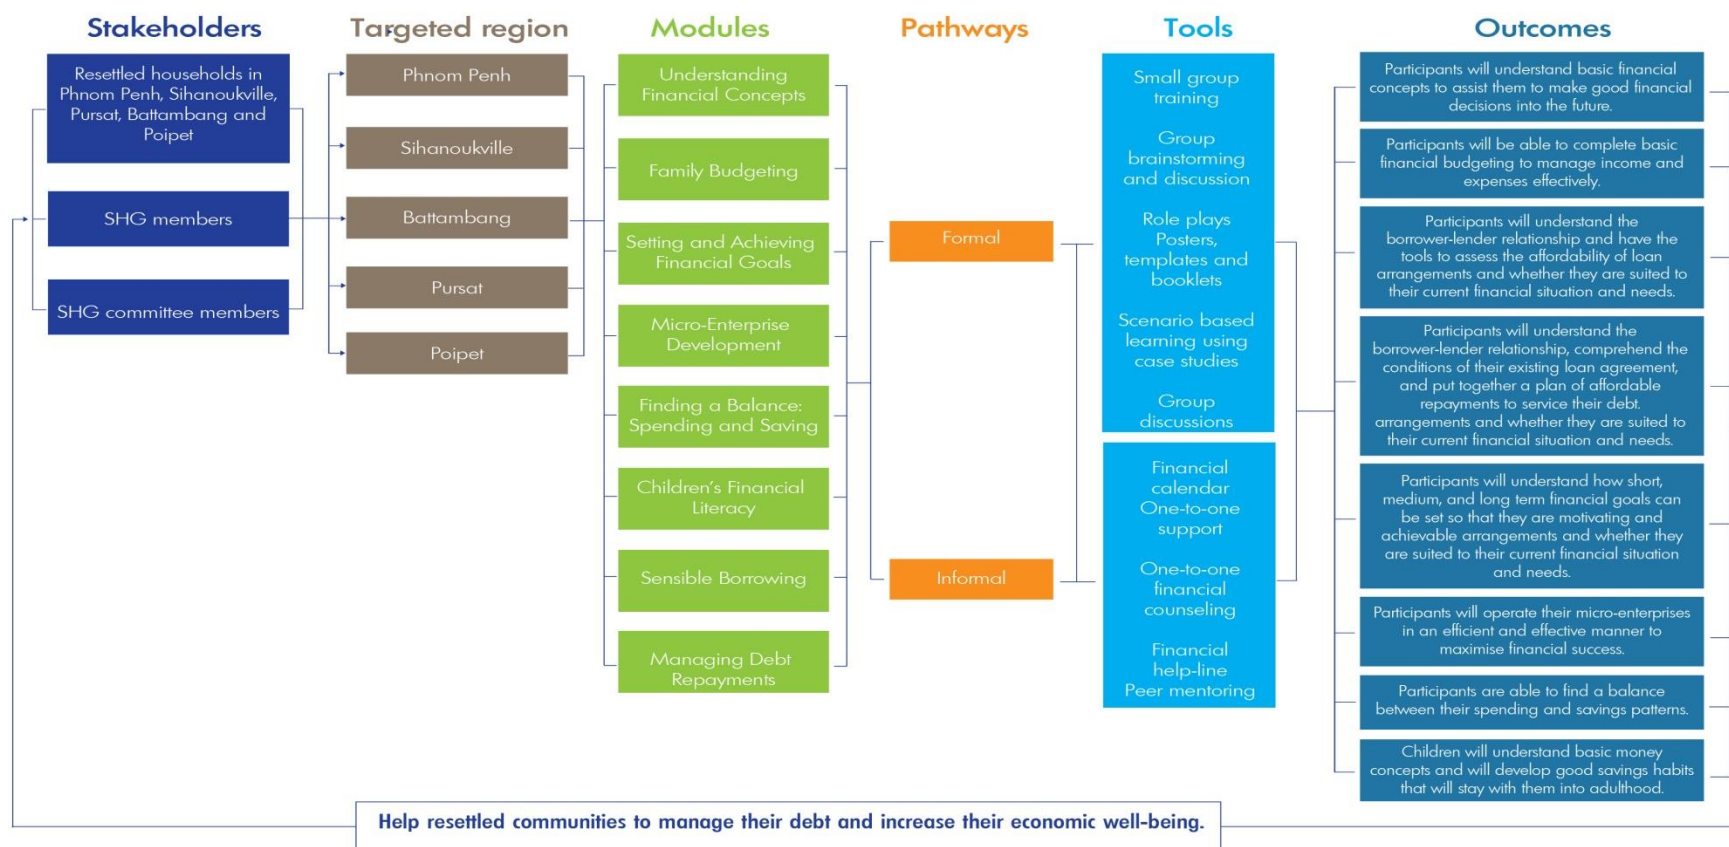 Stakeholders
Targeted region
Modules
Pathways
Tools
Outcomes
Resettled households in
Phnom Penh, Sihanoukville,
Pursat, Battambang and
Poipet
SHG members
SHG committee members
Phnom Penh
Sihanoukville
Battambang
Pursat
Poipet
Understanding
Financial Concepts
Family Budgeting
Setting and Achieving
Financial Goals
Micro-Enterprise
Development
Finding a Balance:
Spending and Saving
Children's Financial
Literacy
Sensible Borrowing
Managing Debt
Repayments
Formal
Informal
Small group
training
Group
brainstorming
and discussion
Role plays
Posters,
templates and
booklets
Scenario based
learning using
case studies
Group
discussions
Financial
calendar
One-to-one
support
One-to-one
financial
counseling
Financial
help-line
Peer mentoring
Participants will understand basic financial
concepts to assist them to make good financial
decisions into the future.
Participants will be able to complete basic
financial budgeting to manage income and
expenses effectively.
Participants will understand the
borrower-lender relationship and have the
tools to assess the affordability of loan
arrangements and whether they are suited to
their current financial situation and needs.
Participants will understand the
borrower-lender relationship, comprehend the
conditions of their existing loan agreement,
and put together a plan of affordable
repayments to service their debt.
arrangements and whether they are suited to
their current financial situation and needs.
Participants will understand how short,
medium, and long term financial goals can
be set so that they are motivating and
achievable arrangements and whether they
are suited to their current financial situation
and needs.
Participants will operate their micro-enterprises
in an efficient and effective manner to
maximise financial success.
Participants are able to find a balance
between their spending and savings patterns.
Children will understand basic money
concepts and will develop good savings habits
that will stay with them into adulthood.
Help resettled communities to manage their debt and increase their economic well-being.